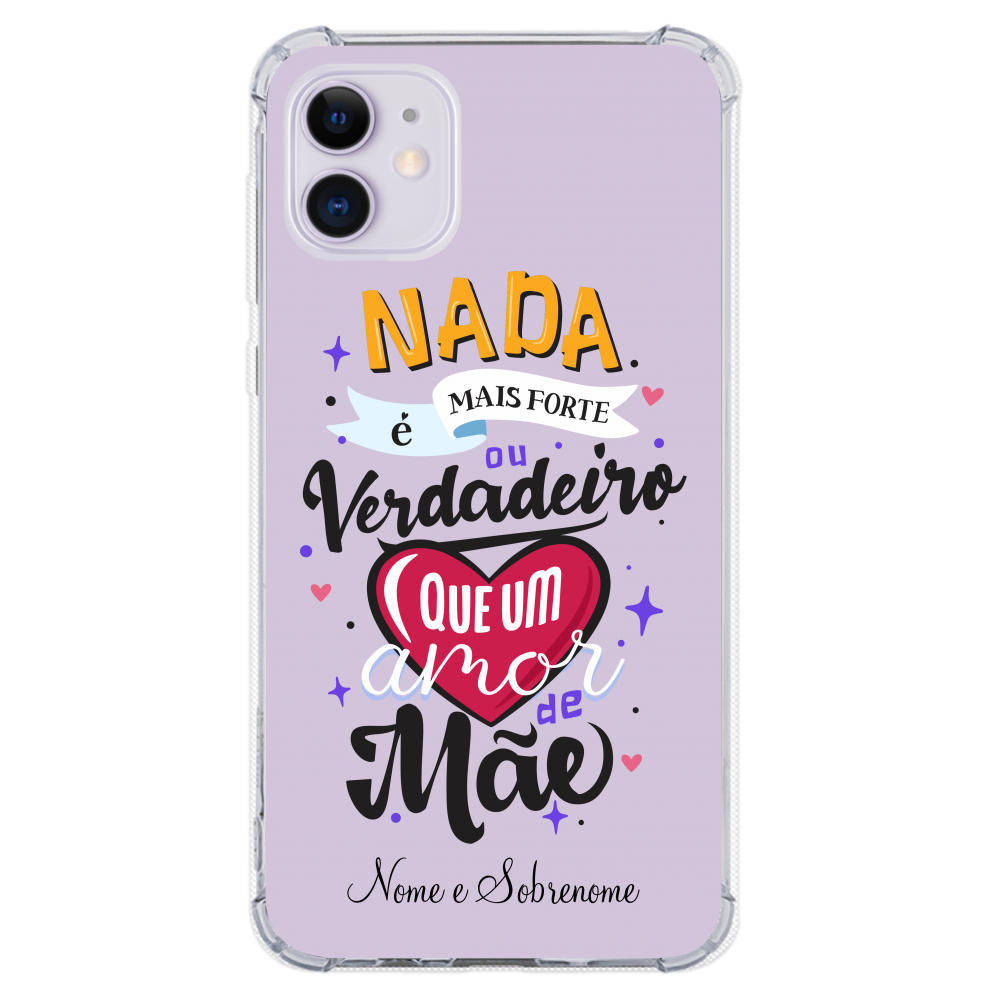 NADA
é MAIS FORTE
ou
Verdadeiro
QUE UM
amor
de
Mãe
Nome e Sobrenome